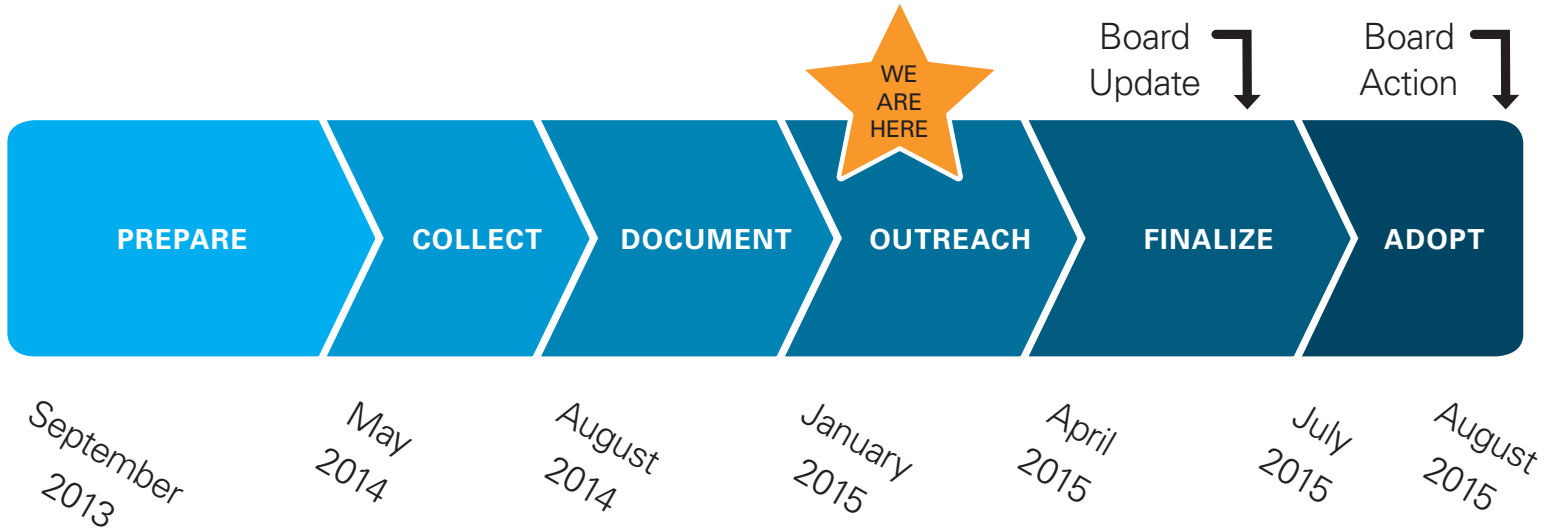 WE
ARE
HERE
Board
Update
Board
Action
PREPARE
COLLECT
DOCUMENT
OUTREACH
FINALIZE
ADOPT
September
2013
May
2014
August
2014
January
2015
April
2015
July
2015
August
2015